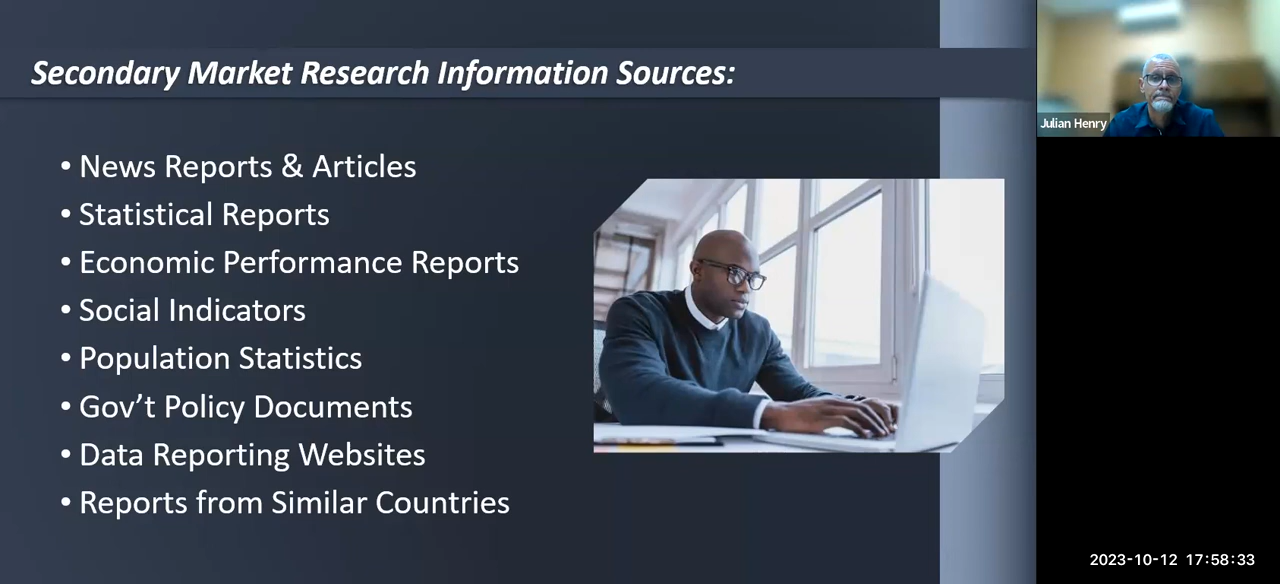 Secondary Market Research Information Sources:
• News Reports & Articles
• Statistical Reports
• Economic Performance Reports
• Social Indicators
• Population Statistics
• Gov’t Policy Documents
• Data Reporting Websites
• Reports from Similar Countries
Julian Henry
2023-10-12 17:58:33